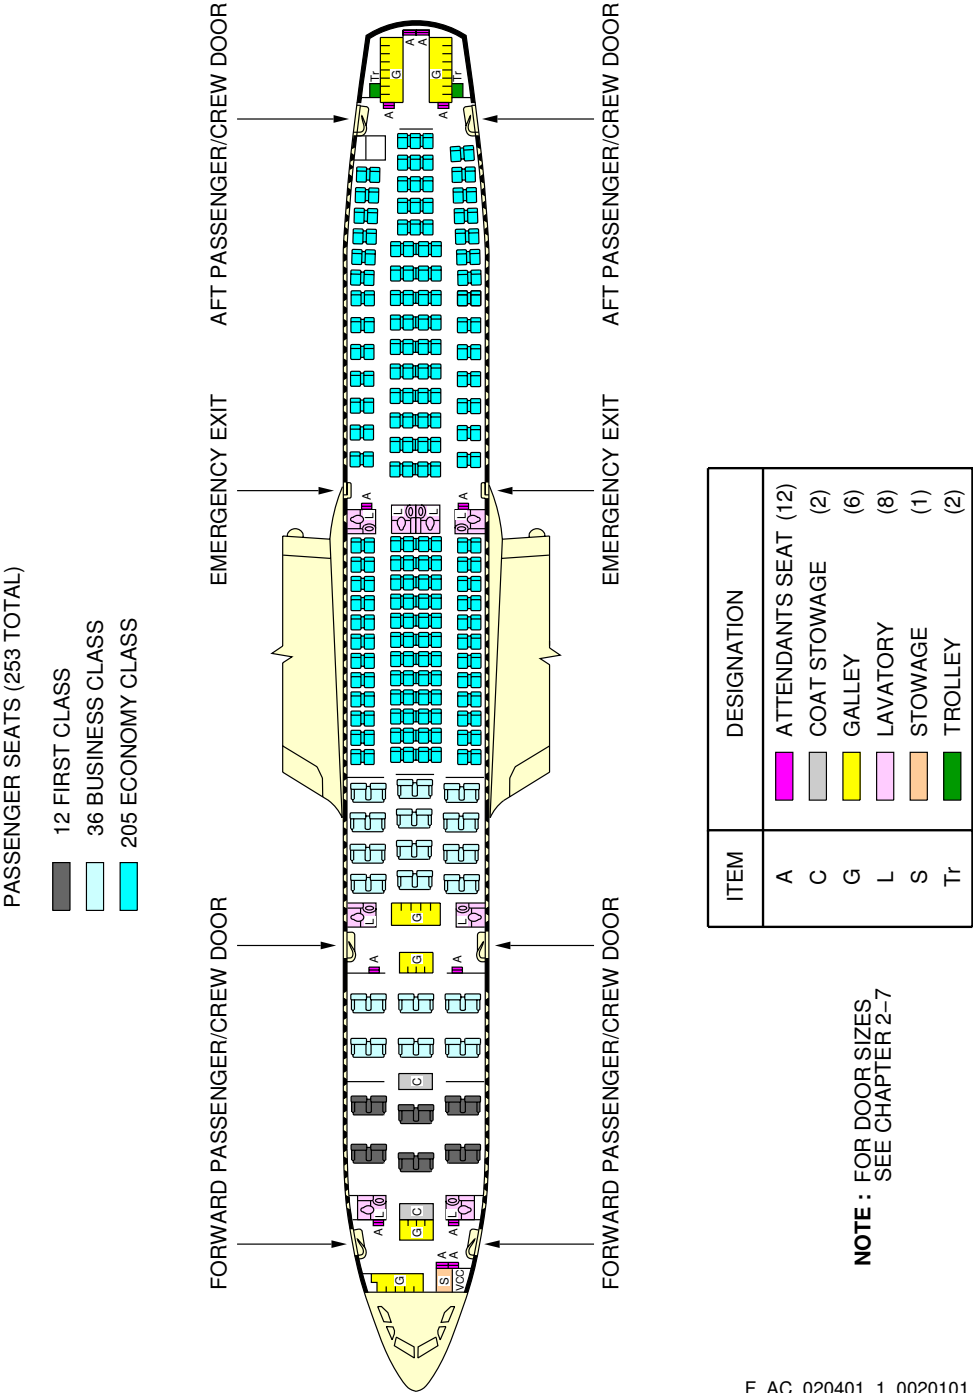 PASSENGER SEATS (253 TOTAL)
12 FIRST CLASS
36 BUSINESS CLASS
205 ECONOMY CLASS
FORWARD PASSENGER/CREW DOOR
EMERGENCY EXIT
AFT PASSENGER/CREW DOOR
G
S
VCC
A
A
A
A
G
C
L
L
C
A
A
G
G
L
L
L
L
L
L
A
A
A
A
G
G
Tr
Tr
A
A
FORWARD PASSENGER/CREW DOOR
EMERGENCY EXIT
AFT PASSENGER/CREW DOOR
ITEM DESIGNATION
A ATTENDANTS SEAT (12)
C COAT STOWAGE (2)
G GALLEY (6)
L LAVATORY (8)
S STOWAGE (1)
Tr TROLLEY (2)
NOTE : FOR DOOR SIZES
SEE CHAPTER 2−7
F_AC_020401_1_0020101